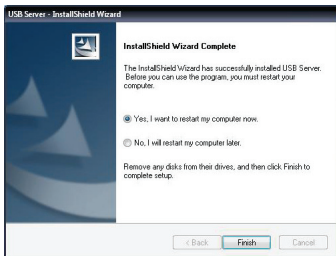 USB Server - InstallShield Wizard
InstallShield Wizard Complete
The InstallShield Wizard has successfully installed USB Server.
Before you can use the program, you must restart your
computer.
Yes, I want to restart my computer now.
No, I will restart my computer later.
Remove any disks from their drives, and then click Finish to
complete setup.
< Back
Finish
Cancel